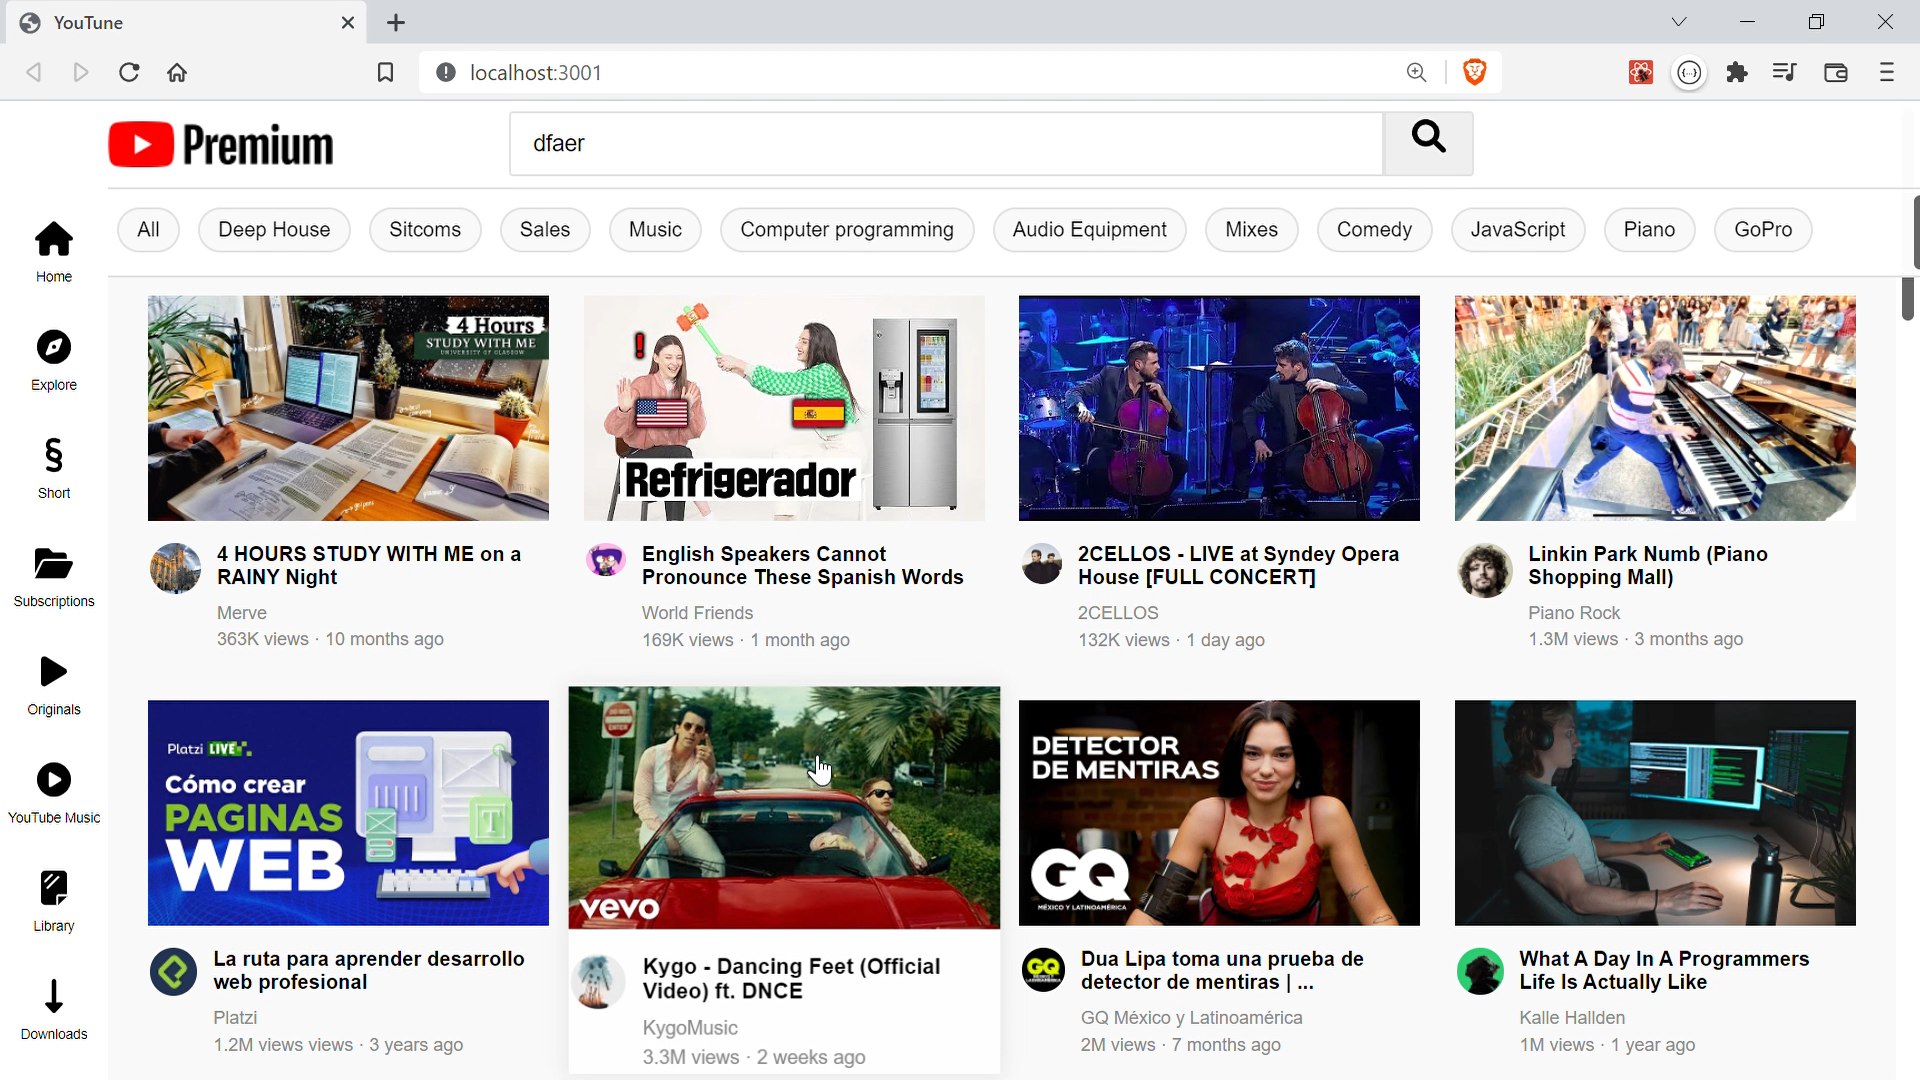 YouTune
localhost:3001
Premium
dfaer
All
Deep House
Sitcoms
Sales
Music
Computer programming
Audio Equipment
Mixes
Comedy
JavaScript
Piano
GoPro
Home
Explore
Short
Subscriptions
Originals
YouTube Music
Library
Downloads
4 Hours
STUDY WITH ME
UNIVERSITY OF GLASGOW
4 HOURS STUDY WITH ME on a
RAINY Night
Merve
363K views · 10 months ago
Refrigerador
English Speakers Cannot
Pronounce These Spanish Words
World Friends
169K views · 1 month ago
2CELLOS - LIVE at Syndey Opera
House [FULL CONCERT]
2CELLOS
132K views · 1 day ago
Linkin Park Numb (Piano
Shopping Mall)
Piano Rock
1.3M views · 3 months ago
Platzi LIVE
Cómo crear
PAGINAS
WEB
T
La ruta para aprender desarrollo
web profesional
Platzi
1.2M views views · 3 years ago
vevo
Kygo - Dancing Feet (Official
Video) ft. DNCE
KygoMusic
3.3M views · 2 weeks ago
DETECTOR
DE MENTIRAS
GQ
MÉXICO Y LATINOAMÉRICA
GQ
Dua Lipa toma una prueba de
detector de mentiras | ...
GQ México y Latinoamérica
2M views · 7 months ago
What A Day In A Programmers
Life Is Actually Like
Kalle Hallden
1M views · 1 year ago